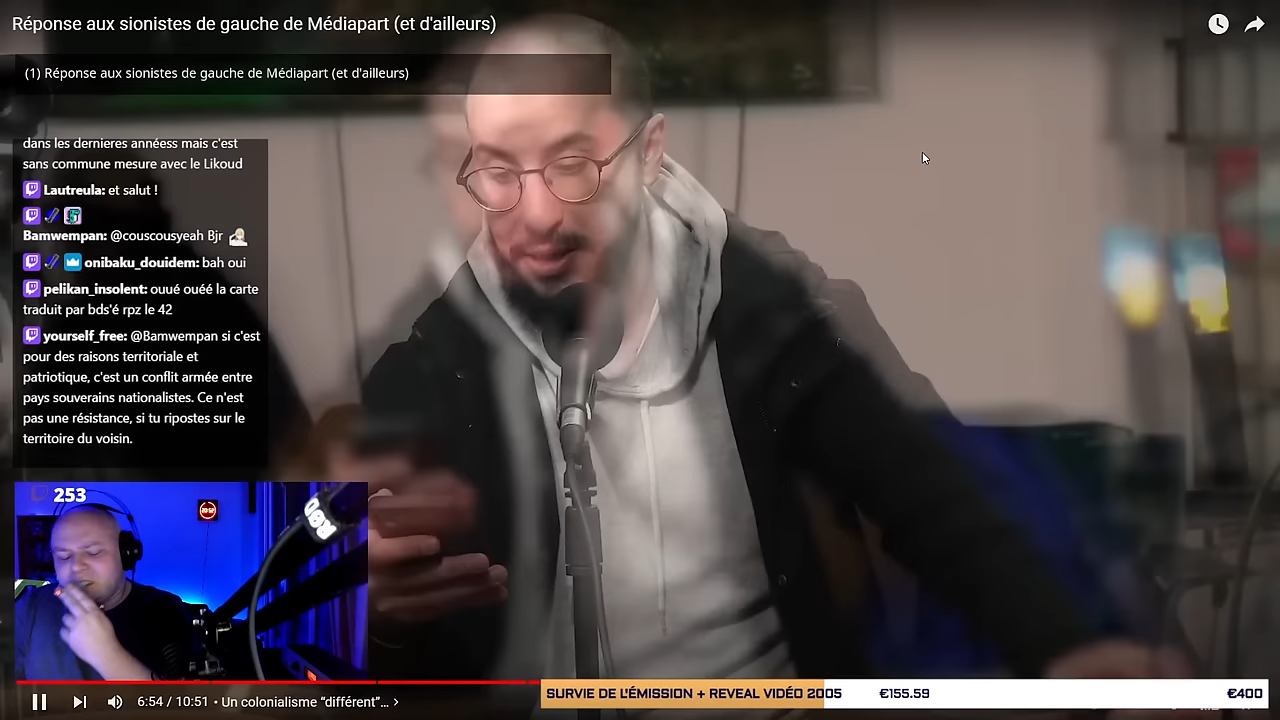 Réponse aux sionistes de gauche de Médiapart (et d'ailleurs)
(1) Réponse aux sionistes de gauche de Médiapart (et d'ailleurs)
dans les dernieres annéess mais c'est
sans commune mesure avec le Likoud
Lautreula: et salut !
Bamwempan: @couscousyeah Bjr
onibaku_douidem: bah oui
pelikan_insolent: oué ouéé la carte
traduit par bds'é rpz le 42
yourself_free: @Bamwempan si c'est
pour des raisons territoriale et
patriotique, c'est un conflit armée entre
pays souverains nationalistes. Ce n'est
pas une résistance, si tu ripostes sur le
territoire du voisin.
253
6:54 / 10:51 • Un colonialisme “différent”... >
SURVIE DE L'ÉMISSION + REVEAL VIDÉO 2005 €155.59 €400